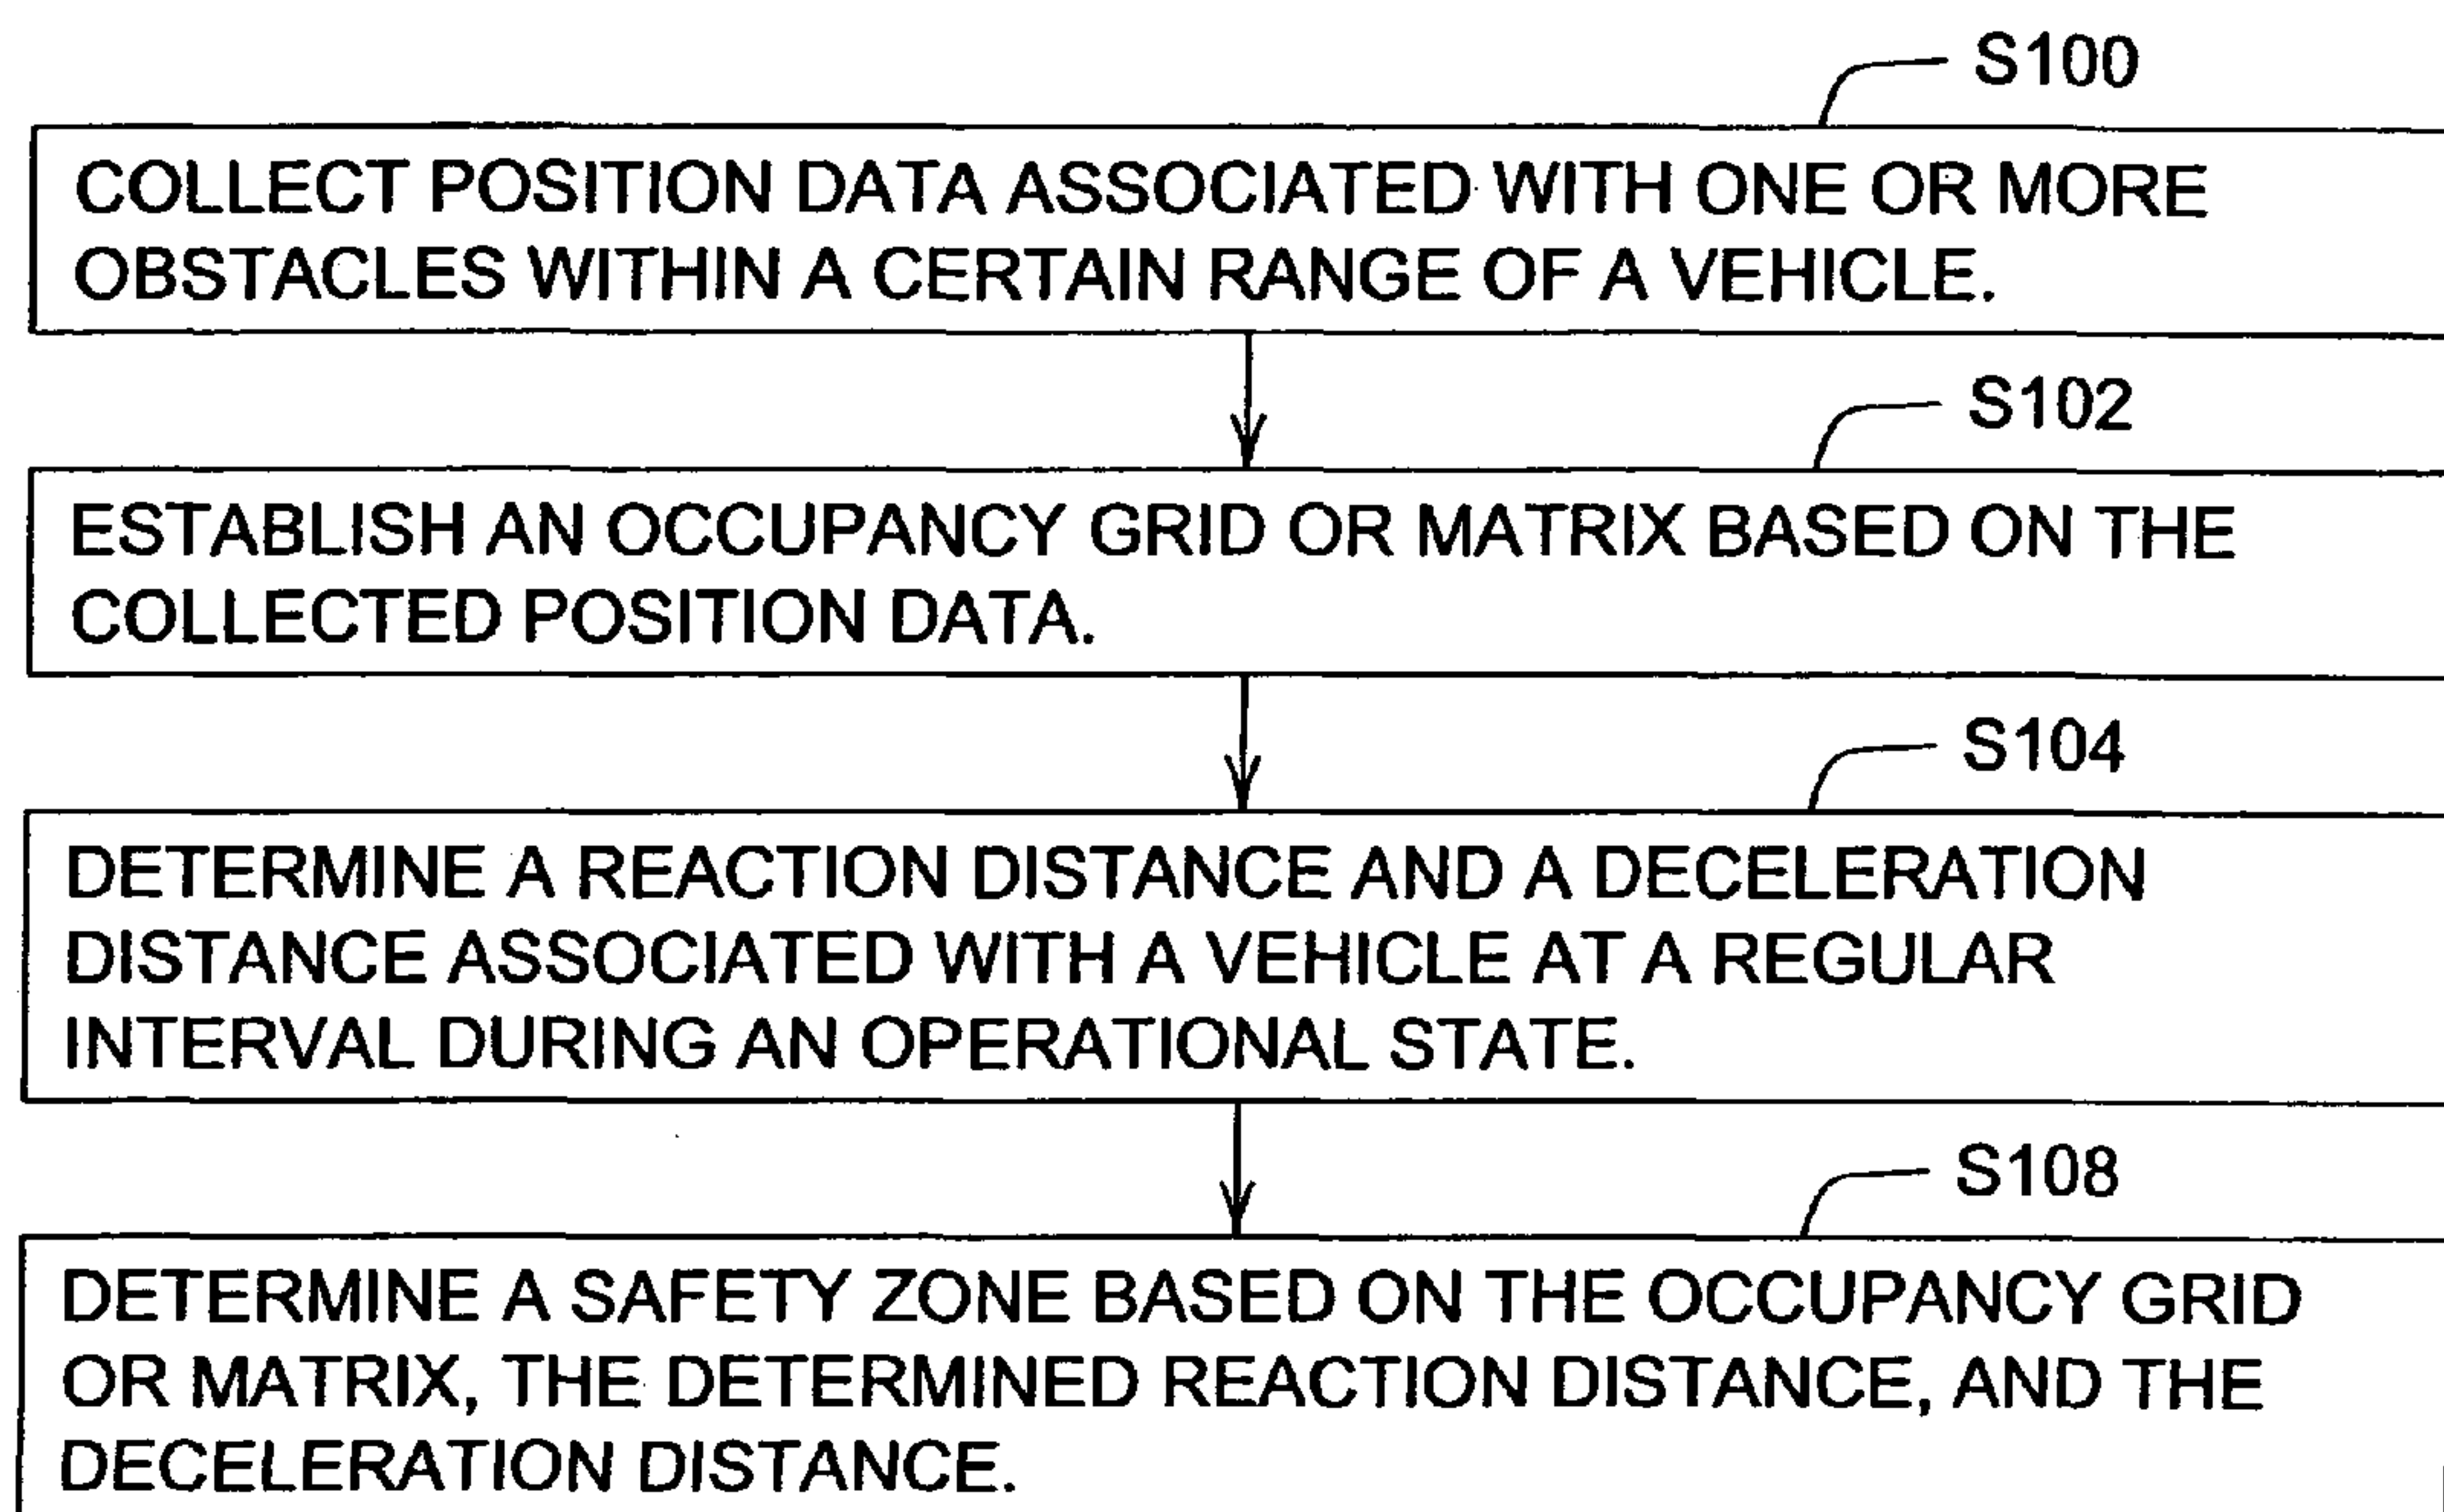 S100
COLLECT POSITION DATA ASSOCIATED WITH ONE OR MORE
OBSTACLES WITHIN A CERTAIN RANGE OF A VEHICLE.
S102
ESTABLISH AN OCCUPANCY GRID OR MATRIX BASED ON THE
COLLECTED POSITION DATA.
S104
DETERMINE A REACTION DISTANCE AND A DECELERATION
DISTANCE ASSOCIATED WITH A VEHICLE AT A REGULAR
INTERVAL DURING AN OPERATIONAL STATE.
S108
DETERMINE A SAFETY ZONE BASED ON THE OCCUPANCY GRID
OR MATRIX, THE DETERMINED REACTION DISTANCE, AND THE
DECELERATION DISTANCE.